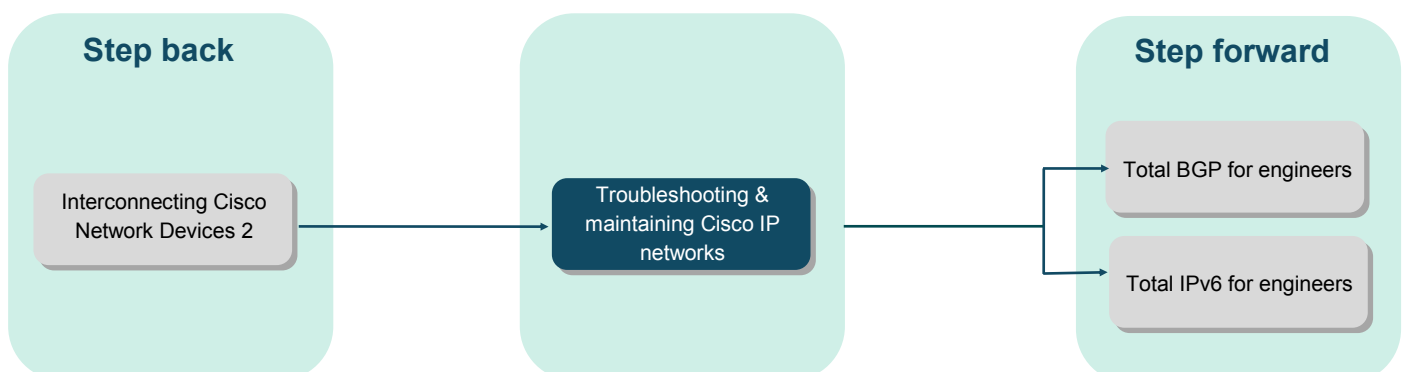 Step back
Interconnecting Cisco
Network Devices 2
Troubleshooting &
maintaining Cisco IP
networks
Step forward
Total BGP for engineers
Total IPv6 for engineers